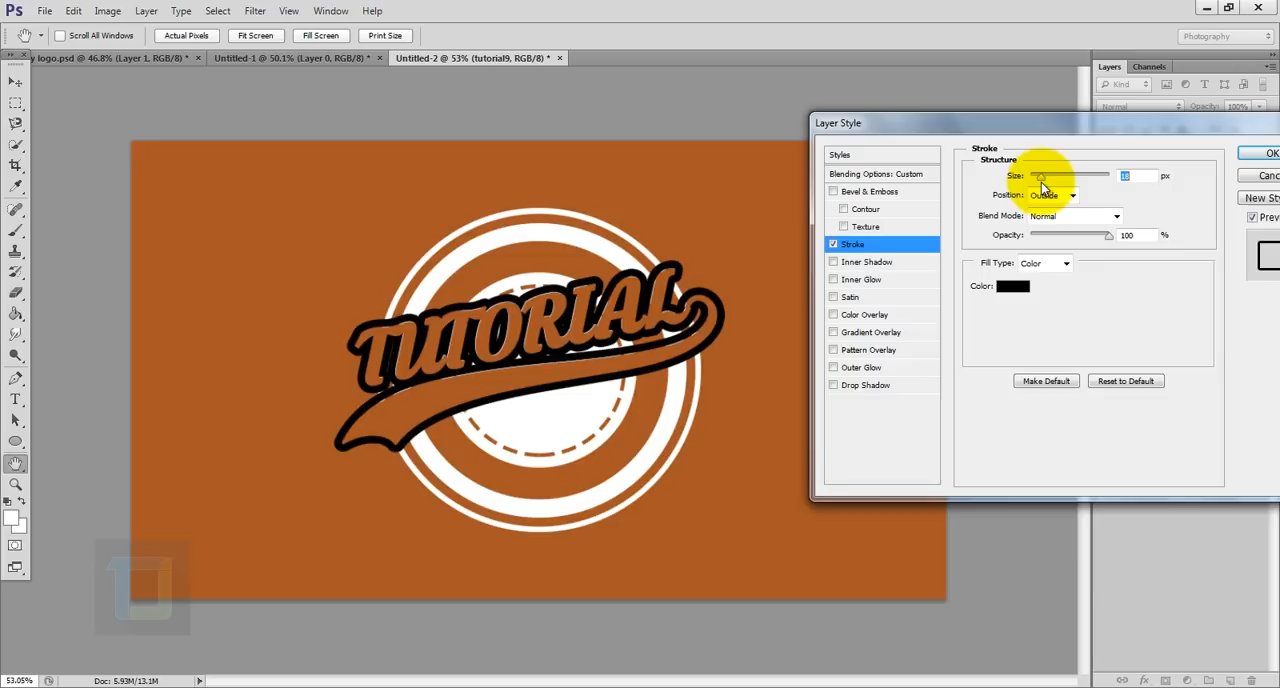 Ps File Edit Image Layer Type Select Filter View Window Help
Scroll All Windows Actual Pixels Fit Screen Fill Screen Print Size Photography
y logo.psd @ 46.8% (Layer 1, RGB/8) * × Untitled-1 @ 50.1% (Layer 0, RGB/8) * × Untitled-2 @ 53% (tutorial9, RGB/8) * ×
Layers Channels
Kind
Normal Opacity: 100%
Layer Style
Styles
Blending Options: Custom
Bevel & Emboss
Contour
Texture
Stroke
Inner Shadow
Inner Glow
Satin
Color Overlay
Gradient Overlay
Pattern Overlay
Outer Glow
Drop Shadow
Stroke
Structure
Size: 18 px
Position: Outside
Blend Mode: Normal
Opacity: 100 %
Fill Type: Color
Color:
Make Default Reset to Default
OK
Canc
New Sty
Prev
TUTORIAL
53.05% Doc: 5.93M/13.1M